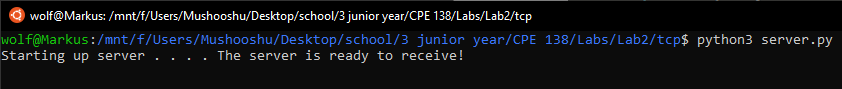 wolf@Markus: /mnt/f/Users/Mushooshu/Desktop/school/3 junior year/CPE 138/Labs/Lab2/tcp
wolf@Markus:/mnt/f/Users/Mushooshu/Desktop/school/3 junior year/CPE 138/Labs/Lab2/tcp$ python3 server.py
Starting up server . . . . The server is ready to receive!